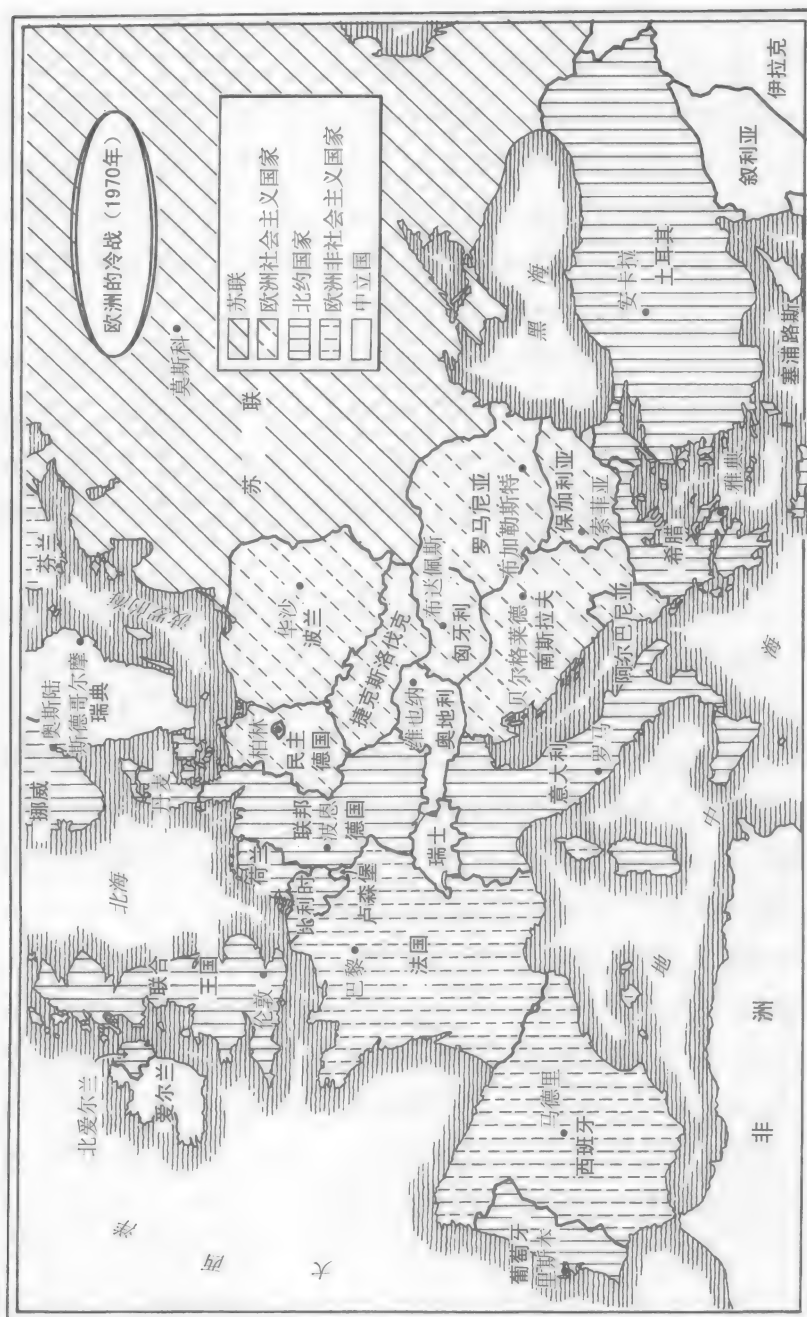 欧洲的冷战（1970年）
苏联
欧洲社会主义国家
北约国家
欧洲非社会主义国家
中立国
大
西
洋
北爱尔兰
爱尔兰
联合
王国
伦敦
北海
挪威
奥斯陆
斯德哥尔摩
瑞典
芬兰
丹麦
荷兰
比利时
卢森堡
联邦
波恩
德国
柏林
民主
德国
华沙
波兰
莫斯科
苏
联
巴黎
法国
瑞士
维也纳
奥地利
捷克斯洛伐克
布达佩斯
匈牙利
罗马尼亚
布加勒斯特
保加利亚
索菲亚
贝尔格莱德
南斯拉夫
阿尔巴尼亚
意大利
罗马
希腊
雅典
黑
海
安卡拉
土耳其
塞浦路斯
叙利亚
伊拉克
葡萄牙
里斯本
马德里
西班牙
地
中
海
非
洲